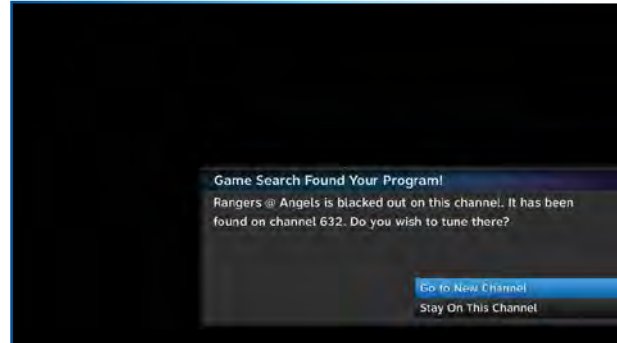 Game Search Found Your Program!
Rangers @ Angels is blacked out on this channel. It has been
found on channel 632. Do you wish to tune there?
Go to New Channel
Stay On This Channel